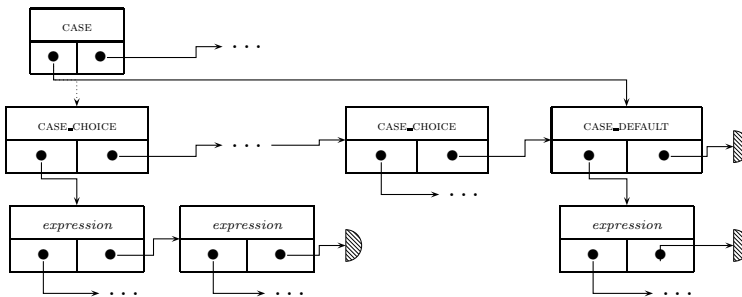 CASE
...
CASE_CHOICE ... CASE_CHOICE CASE_DEFAULT
...
expression expression expression
... ... ...